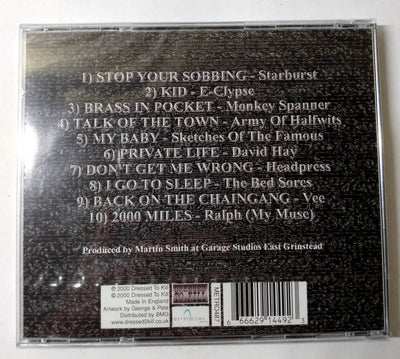 1) STOP YOUR SOBBING - Starburst
2) KID - E-Clypse
3) BRASS IN POCKET - Monkey Spanner
4) TALK OF THE TOWN - Army Of Halfwits
5) MY BABY - Sketches Of The Famous
6) PRIVATE LIFE - David Hay
7) DON'T GET ME WRONG - Headpress
8) I GO TO SLEEP - The Bed Sores
9) BACK ON THE CHAINGANG - Vee
10) 2000 MILES - Ralph (My Muse)
Produced by Martin Smith at Garage Studios East Grinstead
℗ 2000 Dressed To Kill
© 2000 Dressed To Kill
Made In England
Artwork by George & Pete
Distributed by BMG
www.dressed2kill.co.uk
METRO487
6 66629 14492 3